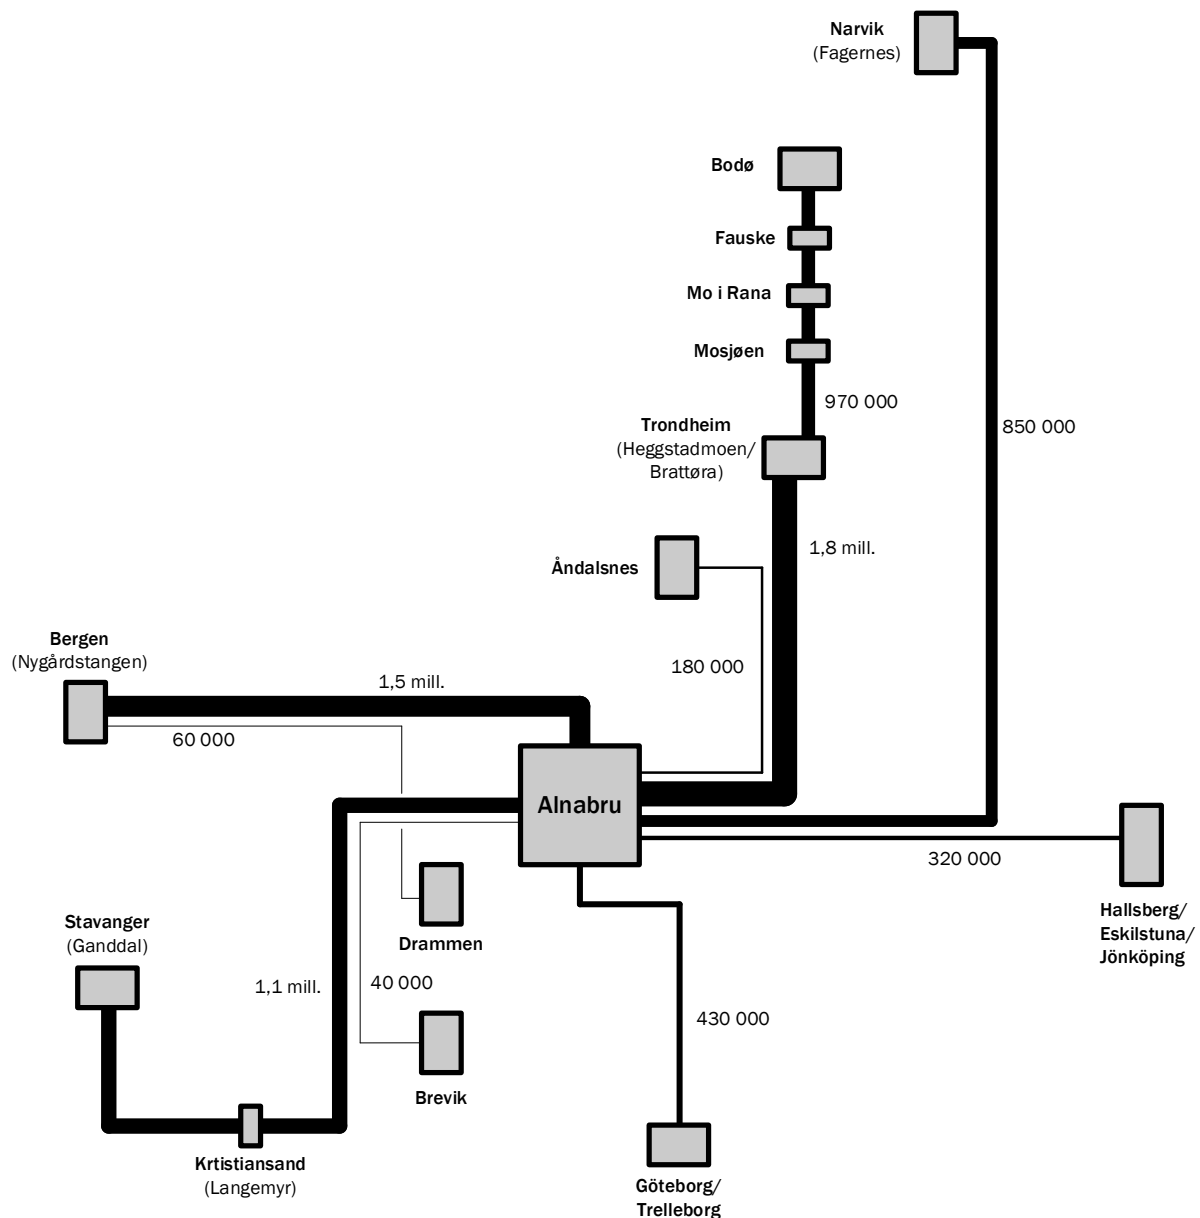 Narvik
(Fagernes)
Bodø
Fauske
Mo i Rana
Mosjøen
970 000
Trondheim
(Heggstadmoen/
Brattøra)
850 000
1,8 mill.
Åndalsnes
Bergen
(Nygårdstangen)
180 000
1,5 mill.
60 000
Alnabru
320 000
Hallsberg/
Eskilstuna/
Jönköping
Stavanger
(Ganddal)
Drammen
1,1 mill.
40 000
430 000
Brevik
Krtistiansand
(Langemyr)
Göteborg/
Trelleborg